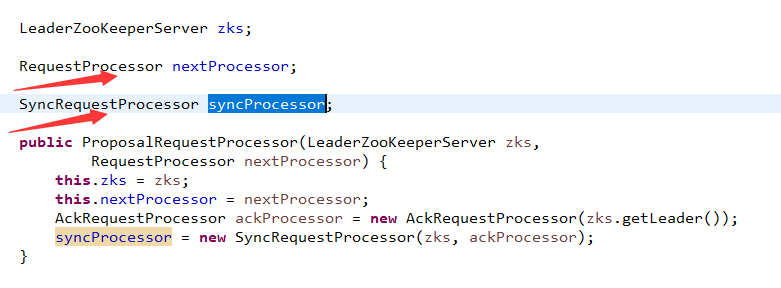 LeaderZooKeeperServer zks;
RequestProcessor nextProcessor;
SyncRequestProcessor syncProcessor;
public ProposalRequestProcessor(LeaderZooKeeperServer zks,
RequestProcessor nextProcessor) {
this.zks = zks;
this.nextProcessor = nextProcessor;
AckRequestProcessor ackProcessor = new AckRequestProcessor(zks.getLeader());
syncProcessor = new SyncRequestProcessor(zks, ackProcessor);
}